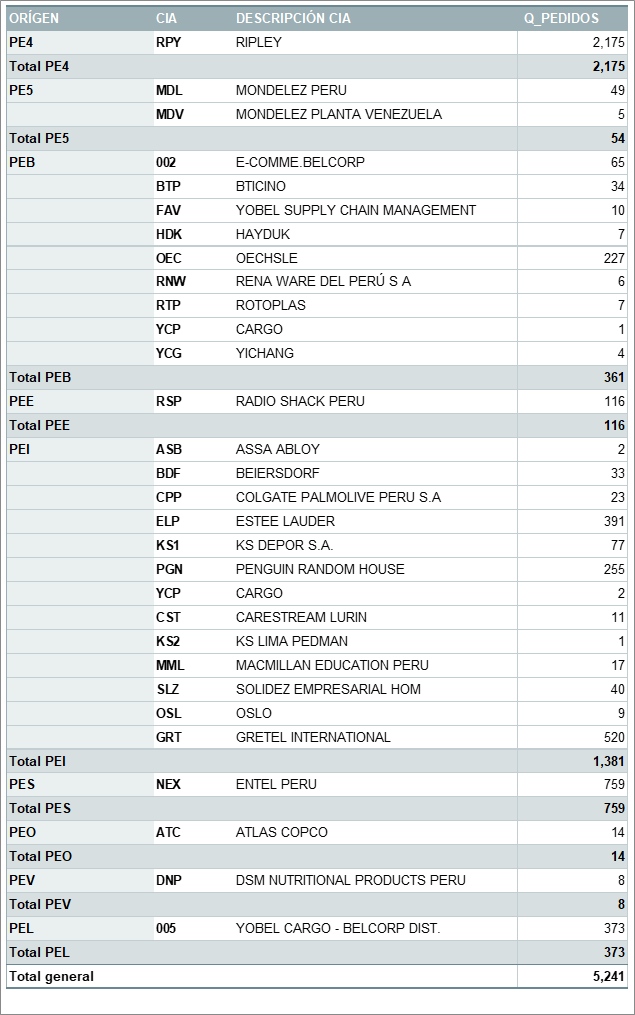 ORÍGEN CIA DESCRIPCIÓN CIA Q_PEDIDOS
PE4 RPY RIPLEY 2,175
Total PE4 2,175
PE5 MDL MONDELEZ PERU 49
MDV MONDELEZ PLANTA VENEZUELA 5
Total PE5 54
PEB 002 E-COMME.BELCORP 65
BTP BTICINO 34
FAV YOBEL SUPPLY CHAIN MANAGEMENT 10
HDK HAYDUK 7
OEC OECHSLE 227
RNW RENA WARE DEL PERÚ S A 6
RTP ROTOPLAS 7
YCP CARGO 1
YCG YICHANG 4
Total PEB 361
PEE RSP RADIO SHACK PERU 116
Total PEE 116
PEI ASB ASSA ABLOY 2
BDF BEIERSDORF 33
CPP COLGATE PALMOLIVE PERU S.A 23
ELP ESTEE LAUDER 391
KS1 KS DEPOR S.A. 77
PGN PENGUIN RANDOM HOUSE 255
YCP CARGO 2
CST CARESTREAM LURIN 11
KS2 KS LIMA PEDMAN 1
MML MACMILLAN EDUCATION PERU 17
SLZ SOLIDEZ EMPRESARIAL HOM 40
OSL OSLO 9
GRT GRETEL INTERNATIONAL 520
Total PEI 1,381
PES NEX ENTEL PERU 759
Total PES 759
PEO ATC ATLAS COPCO 14
Total PEO 14
PEV DNP DSM NUTRITIONAL PRODUCTS PERU 8
Total PEV 8
PEL 005 YOBEL CARGO - BELCORP DIST. 373
Total PEL 373
Total general 5,241